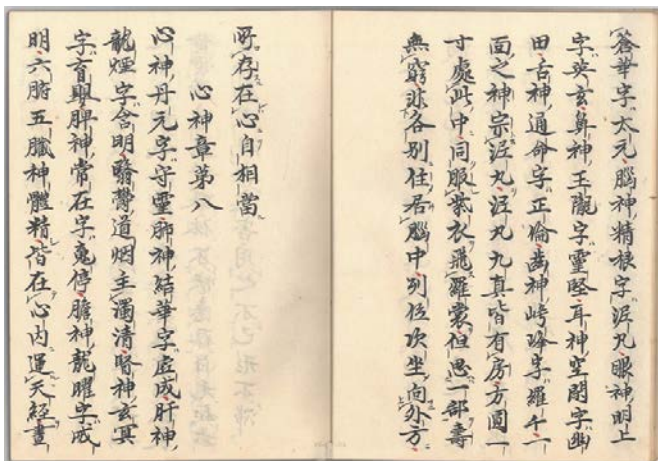 蒼華字太元腦神精根字泥丸眼神明上
字英玄鼻神王隴字靈堅耳神空閑字幽
田舌神通命字正倫齒神崿字羅千一
面之神宗泥丸泥丸九真皆有房方圓一
寸處此中同服紫衣飛羅裳但思一部壽
無窮非各別住居腦中列位次坐向外方
所存在心自相當
心神章第八
心神丹元字守靈肺神結華字虛成肝神
龍煙字含明翳鬱道烟主濁清腎神玄冥
字育嬰脾神常在字魂停膽神龍曜字威
明六腑五臟神體精皆在心內運天經晝